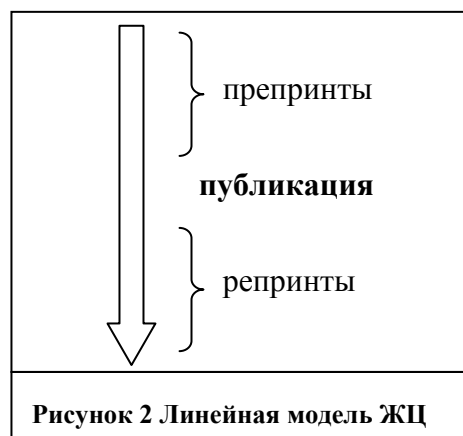 препринты
публикация
репринты
Рисунок 2 Линейная модель ЖЦ